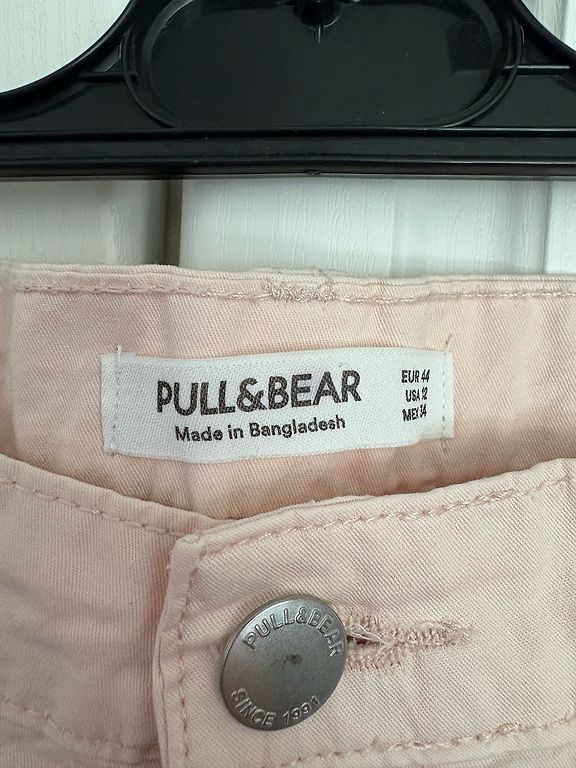 PULL&BEAR
Made in Bangladesh
EUR 44
USA 12
MEX 34
PULL&BEAR
SINCE 1991